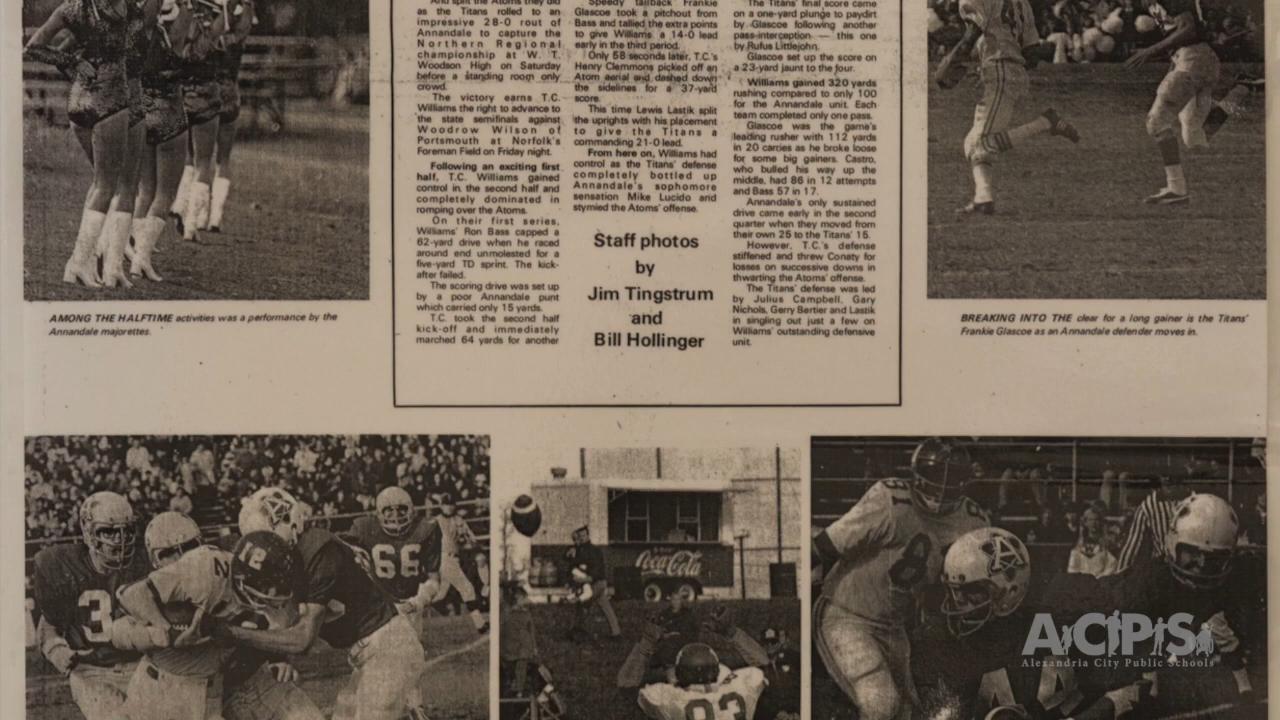 And split the Atoms they did
as the Titans rolled to an
impressive 28-0 rout of
Annandale to capture the
Northern Regional
championship at W. T.
Woodson High on Saturday
before a standing room only
crowd.
The victory earns T.C.
Williams the right to advance to
the state semifinals against
Woodrow Wilson of
Portsmouth at Norfolk's
Foreman Field on Friday night.
Following an exciting first
half, T.C. Williams gained
control in the second half and
completely dominated in
romping over the Atoms.
On their first series,
Williams' Ron Bass capped a
62-yard drive when he raced
around end unmolested for a
five-yard TD sprint. The kick-
after failed.
The scoring drive was set up
by a poor Annandale punt
which carried only 15 yards.
T.C. took the second half
kick-off and immediately
marched 64 yards for another
Speedy tailback Frankie
Glascoe took a pitchout from
Bass and tallied the extra points
to give Williams a 14-0 lead
early in the third period.
Only 58 seconds later, T.C.'s
Henry Clemmons picked off an
Atom aerial and dashed down
the sidelines for a 37-yard
score.
This time Lewis Lastik split
the uprights with his placement
to give the Titans a
commanding 21-0 lead.
From here on, Williams had
control as the Titans' defense
completely bottled up
Annandale's sophomore
sensation Mike Lucido and
stymied the Atoms' offense.
Staff photos
by
Jim Tingstrum
and
Bill Hollinger
The Titans' final score came
on a one-yard plunge to paydirt
by Glascoe following another
pass-interception — this one
by Rufus Littlejohn.
Glascoe set up the score on
a 23-yard jaunt to the four.
Williams gained 320 yards
rushing compared to only 100
for the Annandale unit. Each
team completed only one pass.
Glascoe was the game's
leading rusher with 112 yards
in 20 carries as he broke loose
for some big gainers. Castro,
who bulled his way up the
middle, had 86 in 12 attempts
and Bass 57 in 17.
Annandale's only sustained
drive came early in the second
quarter when they moved from
their own 25 to the Titans' 15.
However, T.C.'s defense
stiffened and threw Conaty for
losses on successive downs in
thwarting the Atoms' offense.
The Titans' defense was led
by Julius Campbell, Gary
Nichols, Gerry Bertier and Lastik
in singling out just a few on
Williams' outstanding defensive
unit.
AMONG THE HALFTIME activities was a performance by the
Annandale majorettes.
BREAKING INTO THE clear for a long gainer is the Titans'
Frankie Glascoe as an Annandale defender moves in.
3
2
12
66
Coca-Cola
83
8
A
44
ACPS
Alexandria City Public Schools